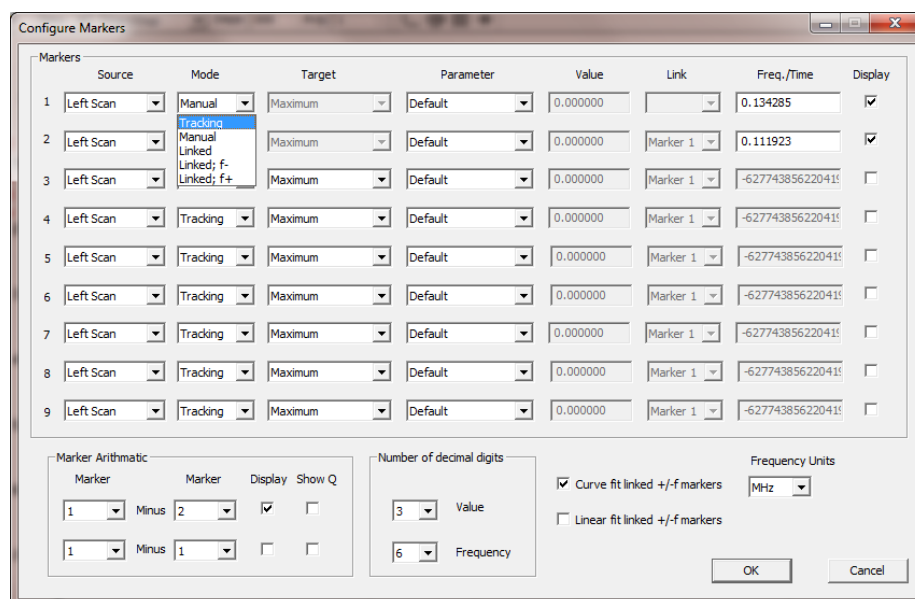 Configure Markers
Markers
Source Mode Target Parameter Value Link Freq./Time Display
1 Left Scan Manual Maximum Default 0.000000 0.134285
Tracking
Manual
Linked
Linked; f-
Linked; f+
2 Left Scan Maximum Default 0.000000 Marker 1 0.111923
3 Left Scan Maximum Default 0.000000 Marker 1 -62774385622041
4 Left Scan Tracking Maximum Default 0.000000 Marker 1 -62774385622041
5 Left Scan Tracking Maximum Default 0.000000 Marker 1 -62774385622041
6 Left Scan Tracking Maximum Default 0.000000 Marker 1 -62774385622041
7 Left Scan Tracking Maximum Default 0.000000 Marker 1 -62774385622041
8 Left Scan Tracking Maximum Default 0.000000 Marker 1 -62774385622041
9 Left Scan Tracking Maximum Default 0.000000 Marker 1 -62774385622041
Marker Arithmatic
Marker Marker Display Show Q
1 Minus 2
1 Minus 1
Number of decimal digits
3 Value
6 Frequency
Curve fit linked +/-f markers
Linear fit linked +/-f markers
Frequency Units
MHz
OK Cancel